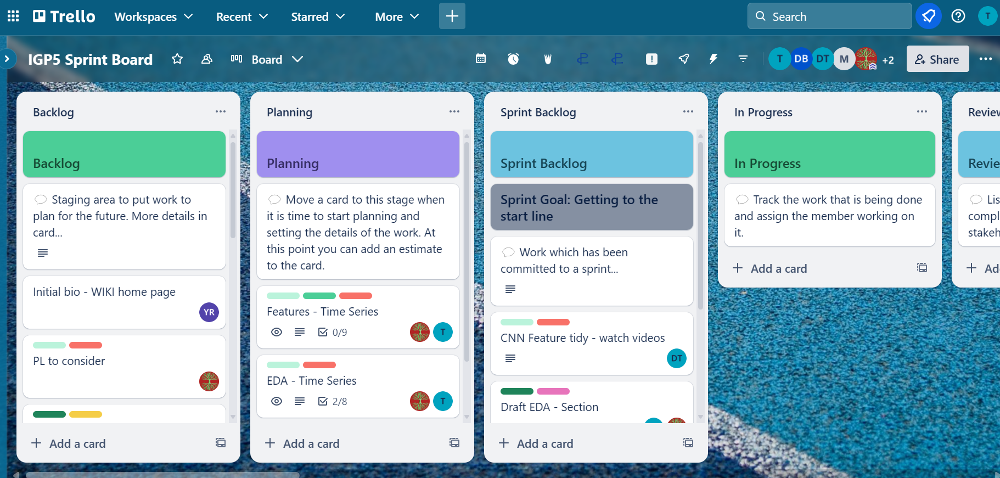 Trello
Workspaces
Recent
Starred
More
Search
T
IGP5 Sprint Board
Board
T
DB
DT
M
+2
Share
Backlog
Backlog
Staging area to put work to
plan for the future. More details in
card...
Initial bio - WIKI home page
YR
PL to consider
Add a card
Planning
Planning
Move a card to this stage when
it is time to start planning and
setting the details of the work. At
this point you can add an estimate
to the card.
Features - Time Series
0/9
T
EDA - Time Series
2/8
T
Add a card
Sprint Backlog
Sprint Backlog
Sprint Goal: Getting to the
start line
Work which has been
committed to a sprint...
CNN Feature tidy - watch videos
DT
Draft EDA - Section
Add a card
In Progress
In Progress
Track the work that is being done
and assign the member working on
it.
Add a card
Review
Revie
Lis
compl
stakeh
Ad